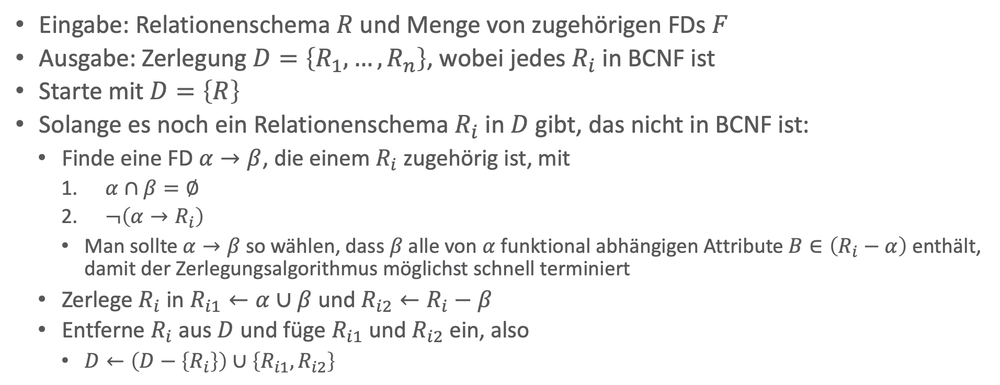 • Eingabe: Relationenschema 𝑅 und Menge von zugehörigen FDs 𝐹
• Ausgabe: Zerlegung 𝐷 = {𝑅₁, … , 𝑅ₙ}, wobei jedes 𝑅ᵢ in BCNF ist
• Starte mit 𝐷 = {𝑅}
• Solange es noch ein Relationenschema 𝑅ᵢ in 𝐷 gibt, das nicht in BCNF ist:
• Finde eine FD 𝛼 → 𝛽, die einem 𝑅ᵢ zugehörig ist, mit
1. 𝛼 ∩ 𝛽 = ∅
2. ¬(𝛼 → 𝑅ᵢ)
• Man sollte 𝛼 → 𝛽 so wählen, dass 𝛽 alle von 𝛼 funktional abhängigen Attribute 𝐵 ∈ (𝑅ᵢ − 𝛼) enthält,
damit der Zerlegungsalgorithmus möglichst schnell terminiert
• Zerlege 𝑅ᵢ in 𝑅ᵢ₁ ← 𝛼 ∪ 𝛽 und 𝑅ᵢ₂ ← 𝑅ᵢ − 𝛽
• Entferne 𝑅ᵢ aus 𝐷 und füge 𝑅ᵢ₁ und 𝑅ᵢ₂ ein, also
• 𝐷 ← (𝐷 − {𝑅ᵢ}) ∪ {𝑅ᵢ₁, 𝑅ᵢ₂}